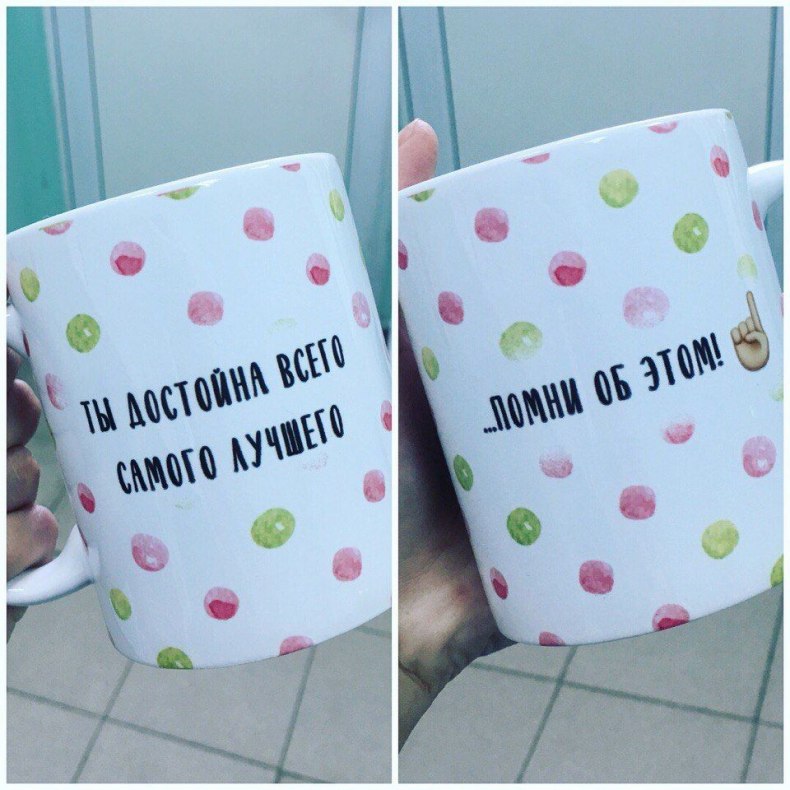 ТЫ ДОСТОЙНА ВСЕГО
САМОГО ЛУЧШЕГО
...ПОМНИ ОБ ЭТОМ!